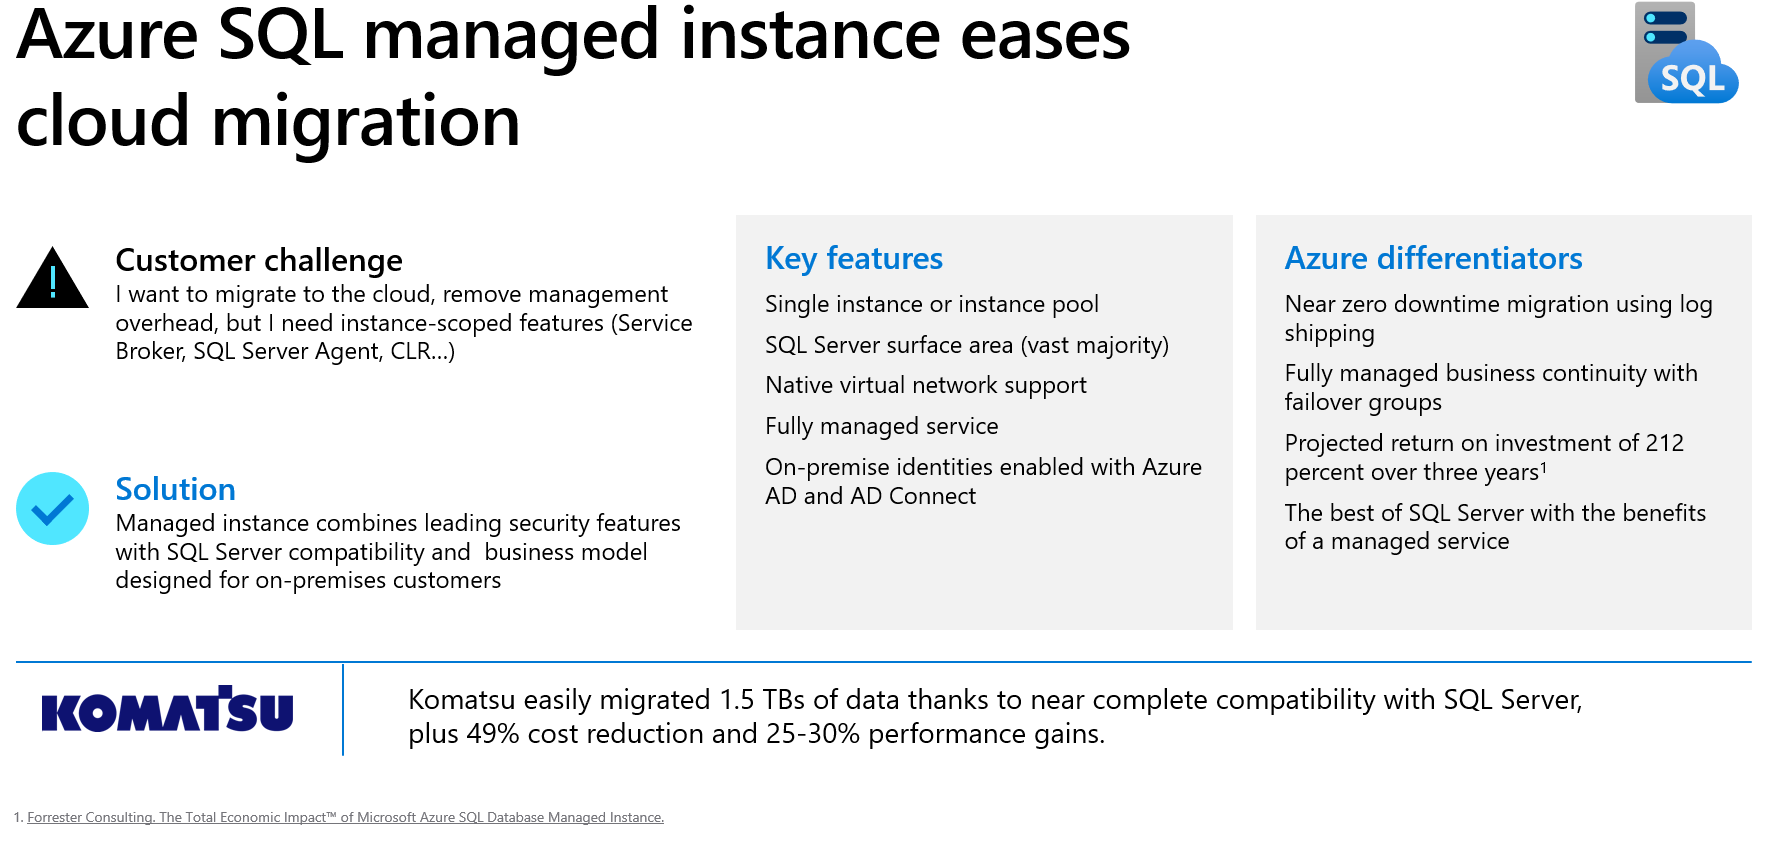 Azure SQL managed instance eases
cloud migration
SQL
Customer challenge
I want to migrate to the cloud, remove management
overhead, but I need instance-scoped features (Service
Broker, SQL Server Agent, CLR...)
Solution
Managed instance combines leading security features
with SQL Server compatibility and  business model
designed for on-premises customers
Key features
Single instance or instance pool
SQL Server surface area (vast majority)
Native virtual network support
Fully managed service
On-premise identities enabled with Azure
AD and AD Connect
Azure differentiators
Near zero downtime migration using log
shipping
Fully managed business continuity with
failover groups
Projected return on investment of 212
percent over three years¹
The best of SQL Server with the benefits
of a managed service
KOMATSU
Komatsu easily migrated 1.5 TBs of data thanks to near complete compatibility with SQL Server,
plus 49% cost reduction and 25-30% performance gains.
1. Forrester Consulting. The Total Economic Impact™ of Microsoft Azure SQL Database Managed Instance.